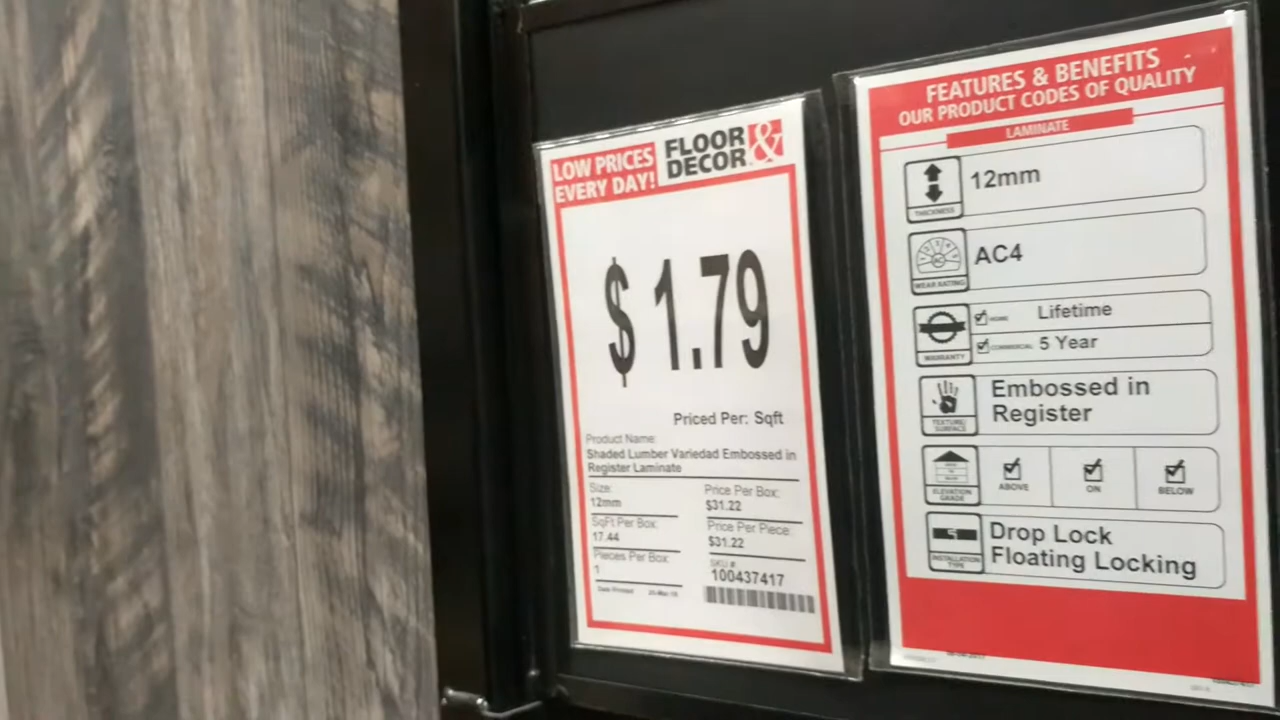 LOW PRICES
EVERY DAY!
FLOOR &
DECOR
$ 1.79
Priced Per: Sqft
Product Name:
Shaded Lumber Variedad Embossed in
Register Laminate
Size:
12mm
Price Per Box:
$31.22
SqFt Per Box:
17.44
Price Per Piece:
$31.22
Pieces Per Box:
1
SKU #
100437417
Date Printed
FEATURES & BENEFITS
OUR PRODUCT CODES OF QUALITY
LAMINATE
THICKNESS
12mm
WEAR RATING
AC4
WARRANTY
HOME
Lifetime
COMMERCIAL
5 Year
TEXTURE/
SURFACE
Embossed in
Register
ELEVATION
GRADE
ABOVE
ON
BELOW
INSTALLATION
TYPE
Drop Lock
Floating Locking